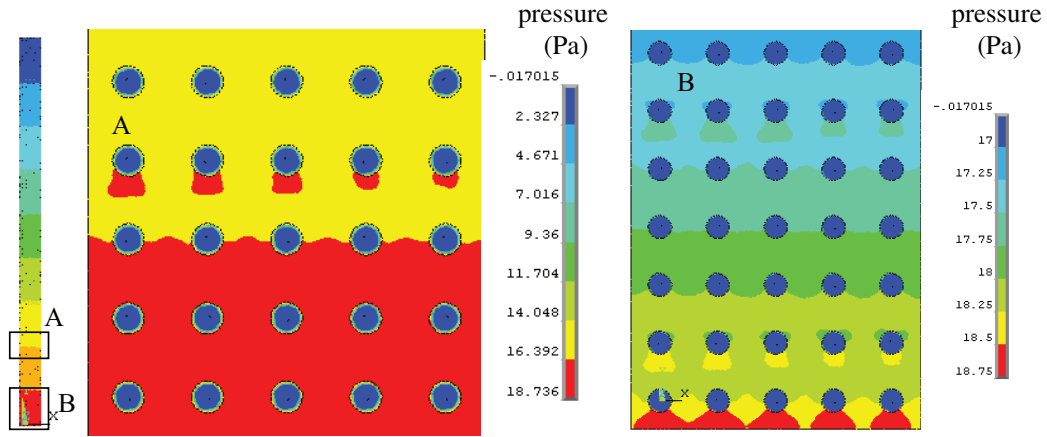 pressure
(Pa)
pressure
(Pa)
A
B
-.017015
2.327
4.671
7.016
9.36
11.704
14.048
16.392
18.736
-.017015
17
17.25
17.5
17.75
18
18.25
18.5
18.75
A
B
X
X